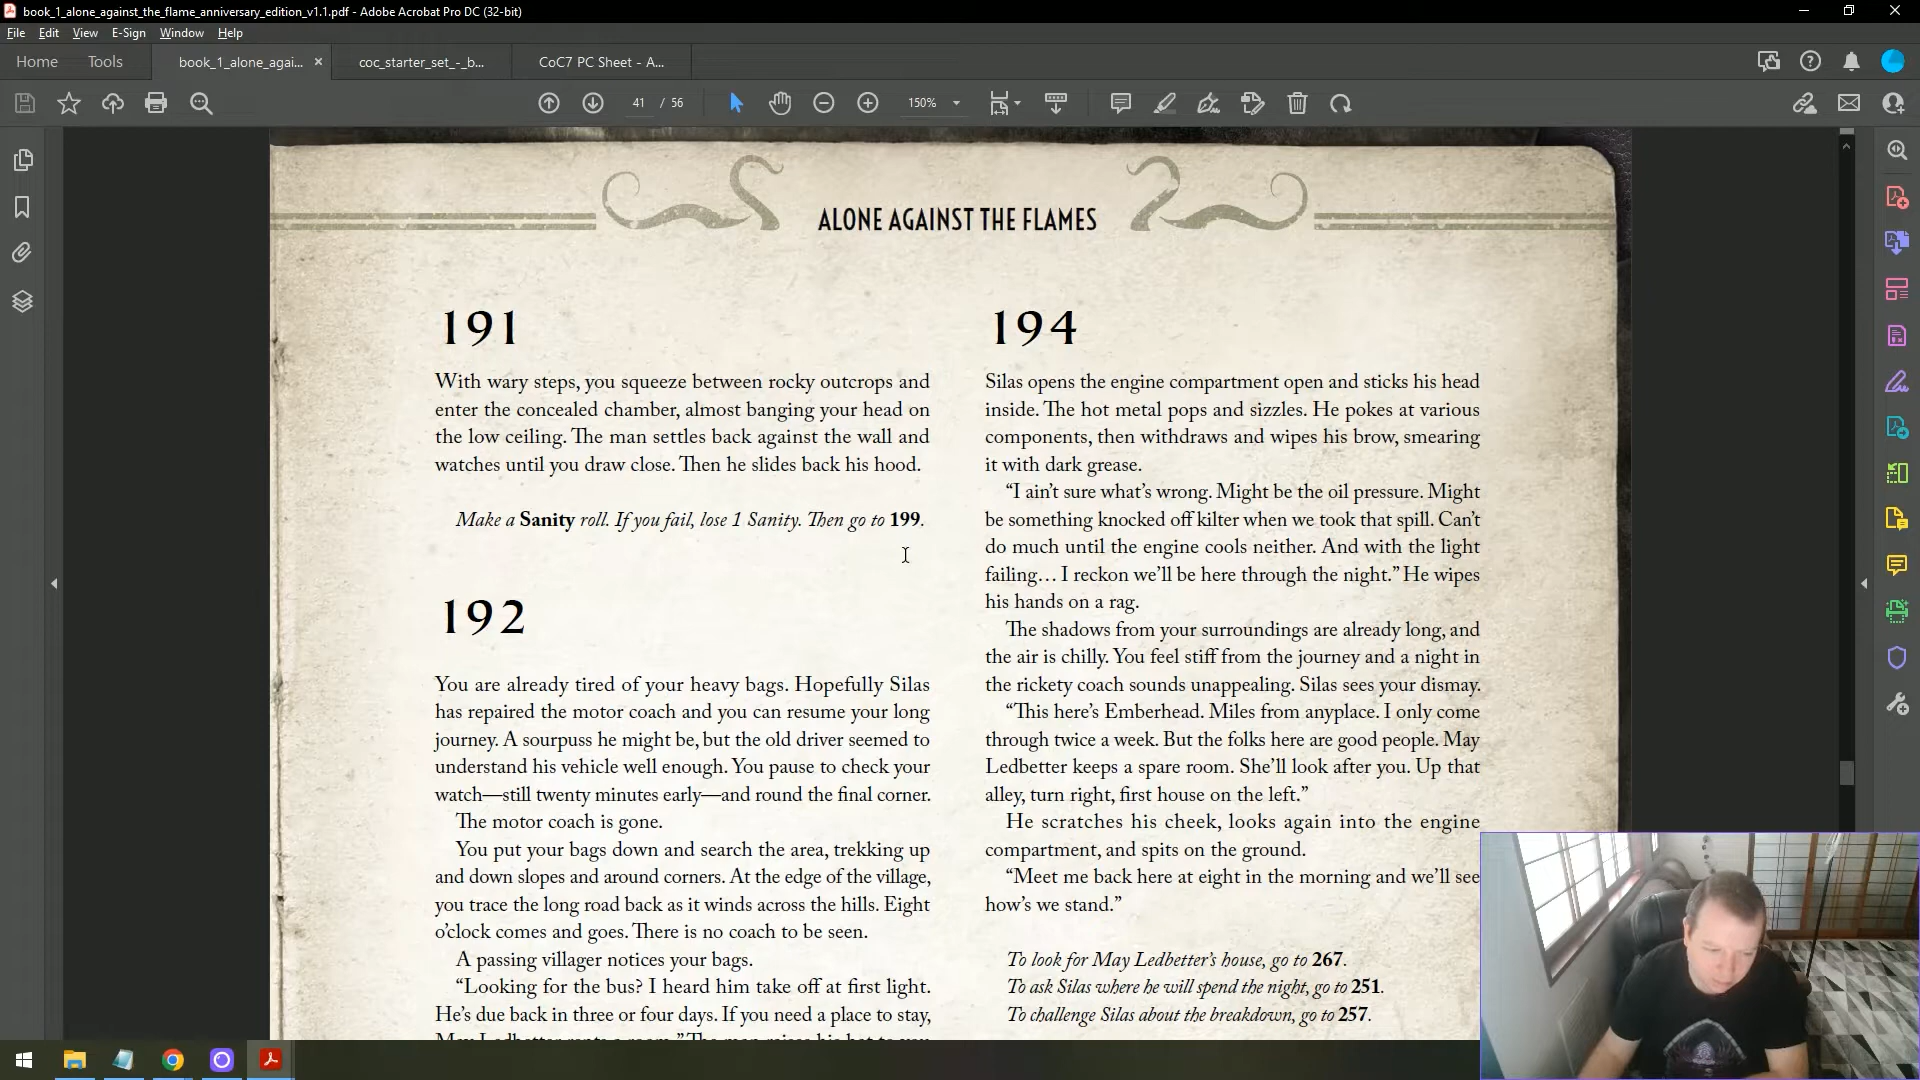 book_1_alone_against_the_flame_anniversary_edition_v1.1.pdf - Adobe Acrobat Pro DC (32-bit)
File Edit View E-Sign Window Help
Home Tools book_1_alone_agai... × coc_starter_set_-_b... CoC7 PC Sheet - A...
41 / 56 150%
ALONE AGAINST THE FLAMES
191
With wary steps, you squeeze between rocky outcrops and
enter the concealed chamber, almost banging your head on
the low ceiling. The man settles back against the wall and
watches until you draw close. Then he slides back his hood.
Make a Sanity roll. If you fail, lose 1 Sanity. Then go to 199.
192
You are already tired of your heavy bags. Hopefully Silas
has repaired the motor coach and you can resume your long
journey. A sourpuss he might be, but the old driver seemed to
understand his vehicle well enough. You pause to check your
watch—still twenty minutes early—and round the final corner.
The motor coach is gone.
You put your bags down and search the area, trekking up
and down slopes and around corners. At the edge of the village,
you trace the long road back as it winds across the hills. Eight
o’clock comes and goes. There is no coach to be seen.
A passing villager notices your bags.
“Looking for the bus? I heard him take off at first light.
He’s due back in three or four days. If you need a place to stay,
194
Silas opens the engine compartment open and sticks his head
inside. The hot metal pops and sizzles. He pokes at various
components, then withdraws and wipes his brow, smearing
it with dark grease.
“I ain’t sure what’s wrong. Might be the oil pressure. Might
be something knocked off kilter when we took that spill. Can’t
do much until the engine cools neither. And with the light
failing… I reckon we’ll be here through the night.” He wipes
his hands on a rag.
The shadows from your surroundings are already long, and
the air is chilly. You feel stiff from the journey and a night in
the rickety coach sounds unappealing. Silas sees your dismay.
“This here’s Emberhead. Miles from anyplace. I only come
through twice a week. But the folks here are good people. May
Ledbetter keeps a spare room. She’ll look after you. Up that
alley, turn right, first house on the left.”
He scratches his cheek, looks again into the engine
compartment, and spits on the ground.
“Meet me back here at eight in the morning and we’ll see
how’s we stand.”
To look for May Ledbetter’s house, go to 267.
To ask Silas where he will spend the night, go to 251.
To challenge Silas about the breakdown, go to 257.